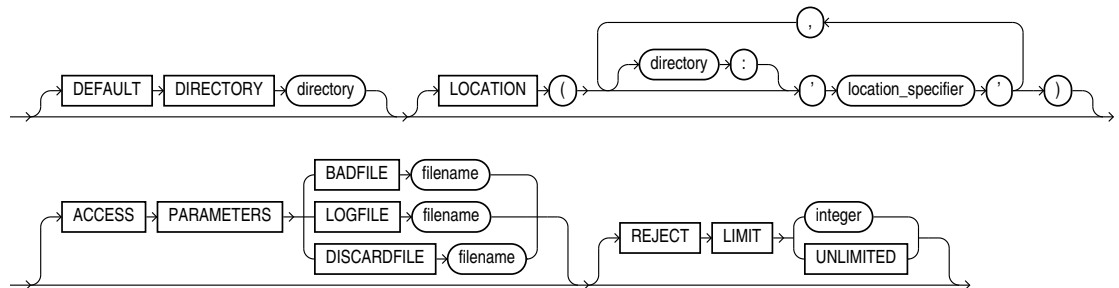 ,
directory :
DEFAULT DIRECTORY directory LOCATION ( ' location_specifier ' )
BADFILE filename
ACCESS PARAMETERS LOGFILE filename
DISCARDFILE filename
integer
REJECT LIMIT
UNLIMITED